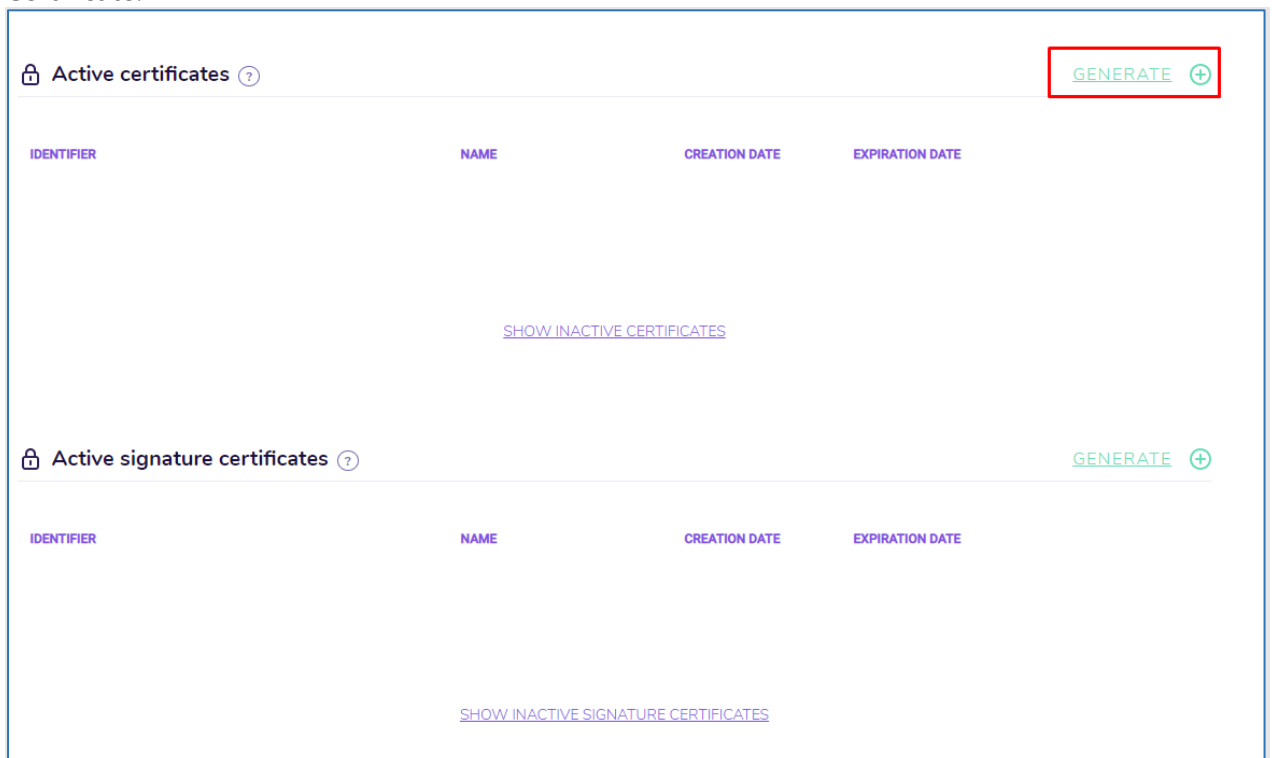 Active certificates ?
GENERATE
IDENTIFIER NAME CREATION DATE EXPIRATION DATE
SHOW INACTIVE CERTIFICATES
Active signature certificates ?
GENERATE
IDENTIFIER NAME CREATION DATE EXPIRATION DATE
SHOW INACTIVE SIGNATURE CERTIFICATES